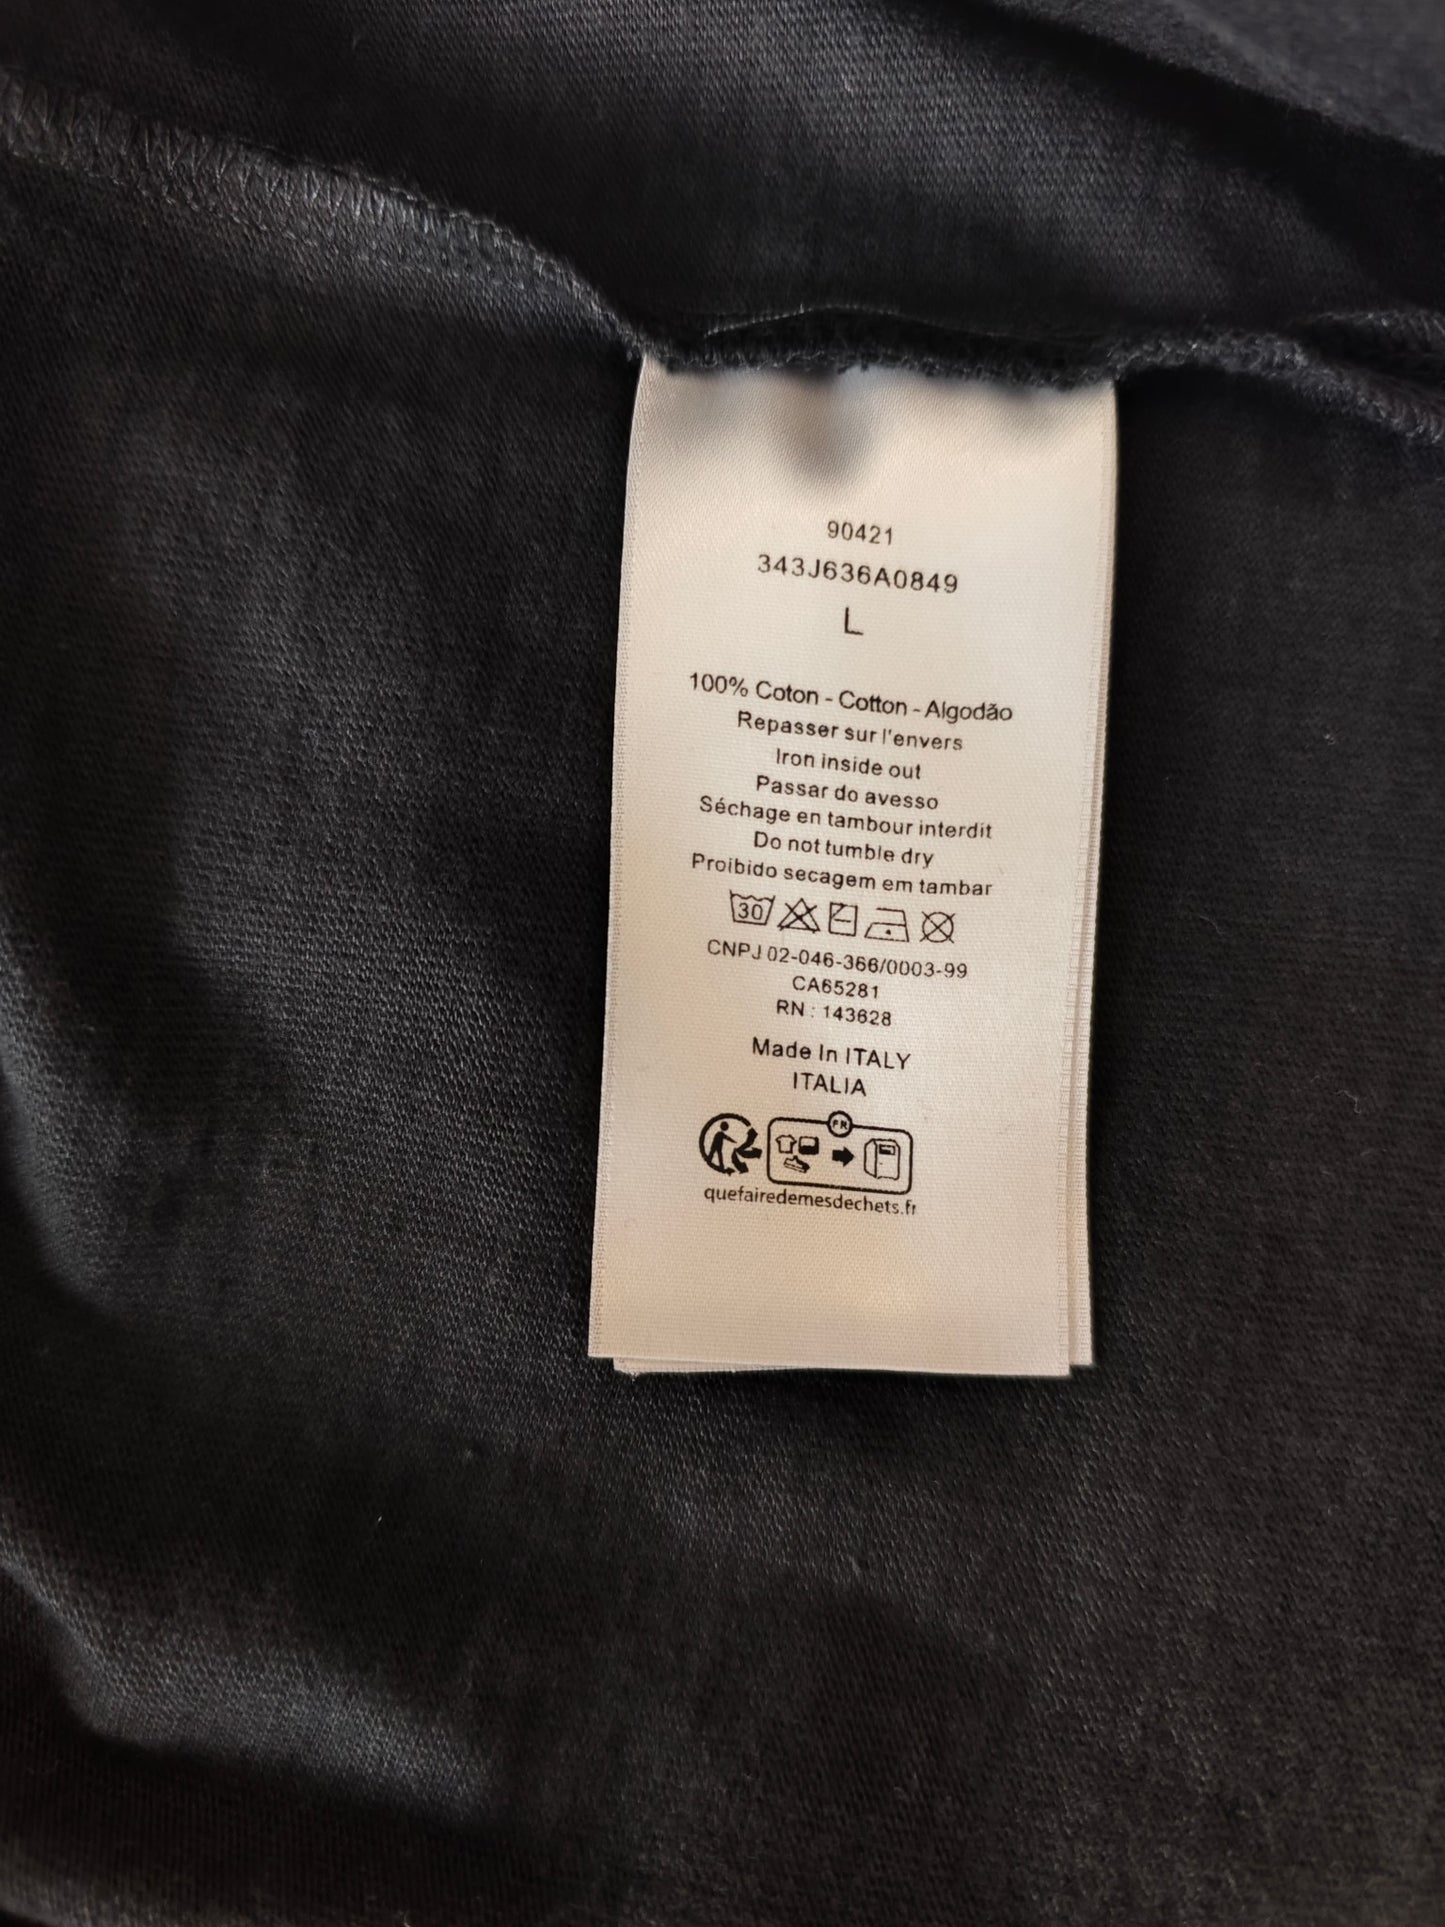 90421
343J636A0849
L
100% Coton - Cotton - Algodão
Repasser sur l'envers
Iron inside out
Passar do avesso
Séchage en tambour interdit
Do not tumble dry
Proibido secagem em tambar
30
CNPJ 02-046-366/0003-99
CA65281
RN : 143628
Made In ITALY
ITALIA
FR
quefairedemesdechets.fr